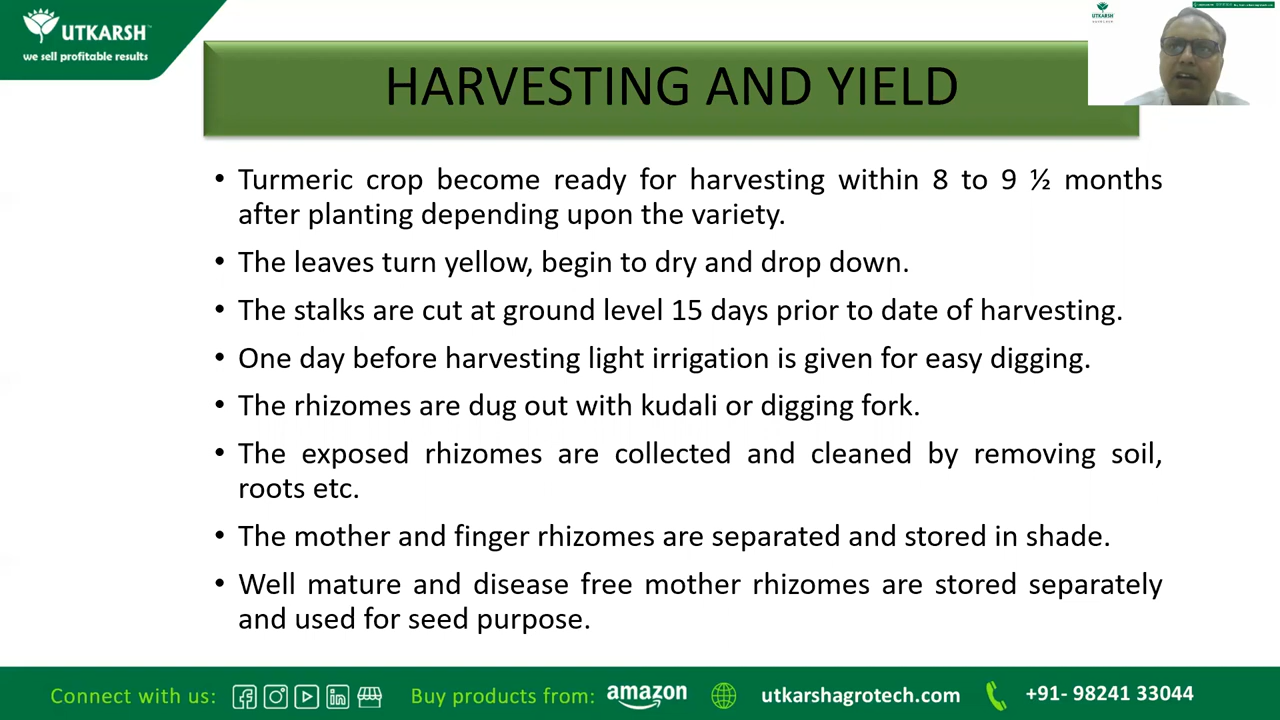 UTKARSH
we sell profitable results
UTKARSH
HARVESTING AND YIELD
• Turmeric crop become ready for harvesting within 8 to 9 ½ months
after planting depending upon the variety.
• The leaves turn yellow, begin to dry and drop down.
• The stalks are cut at ground level 15 days prior to date of harvesting.
• One day before harvesting light irrigation is given for easy digging.
• The rhizomes are dug out with kudali or digging fork.
• The exposed rhizomes are collected and cleaned by removing soil,
roots etc.
• The mother and finger rhizomes are separated and stored in shade.
• Well mature and disease free mother rhizomes are stored separately
and used for seed purpose.
Connect with us: Buy products from: amazon utkarshagrotech.com +91- 98241 33044